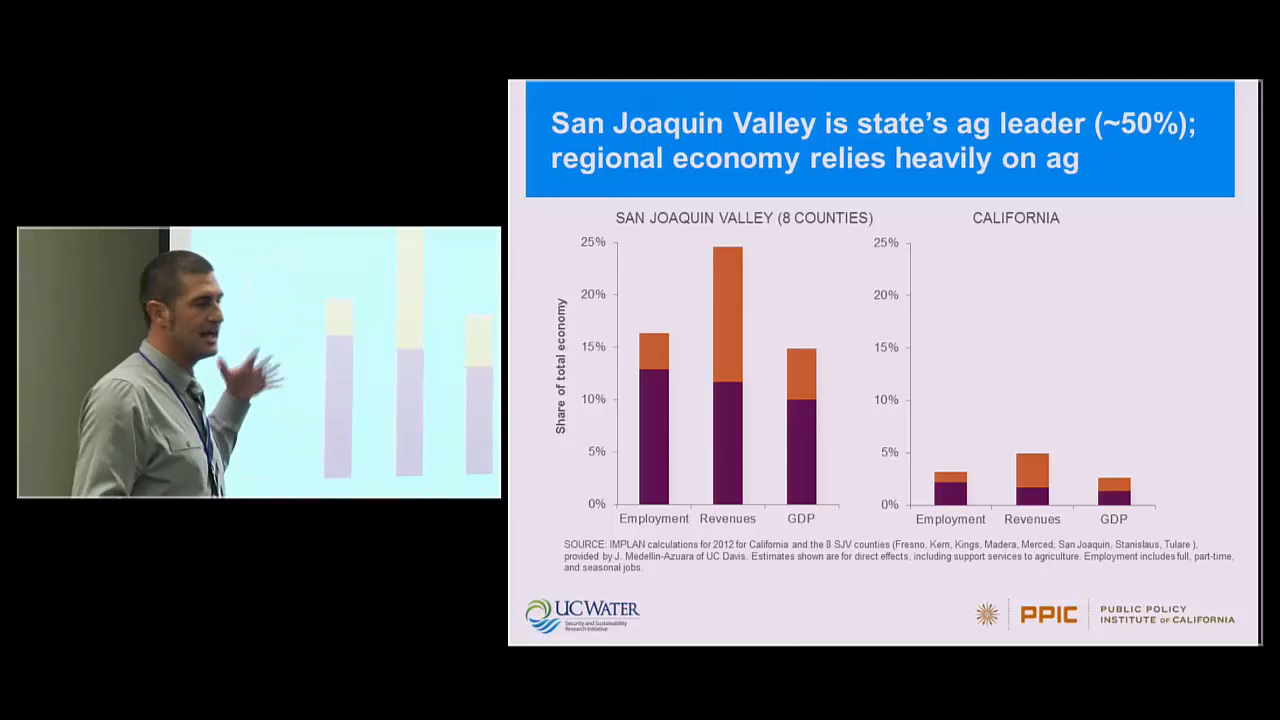 San Joaquin Valley is state's ag leader (~50%);
regional economy relies heavily on ag
SAN JOAQUIN VALLEY (8 COUNTIES)
Share of total economy
25%
20%
15%
10%
5%
0%
Employment
Revenues
GDP
CALIFORNIA
25%
20%
15%
10%
5%
0%
Employment
Revenues
GDP
SOURCE: IMPLAN calculations for 2012 for California and the 8 SJV counties (Fresno, Kern, Kings, Madera, Merced, San Joaquin, Stanislaus, Tulare ),
provided by J. Medellin-Azuara of UC Davis. Estimates shown are for direct effects, including support services to agriculture. Employment includes full, part-time,
and seasonal jobs.
UC WATER
Security and Sustainability
Research Initiative
PPIC
PUBLIC POLICY
INSTITUTE OF CALIFORNIA